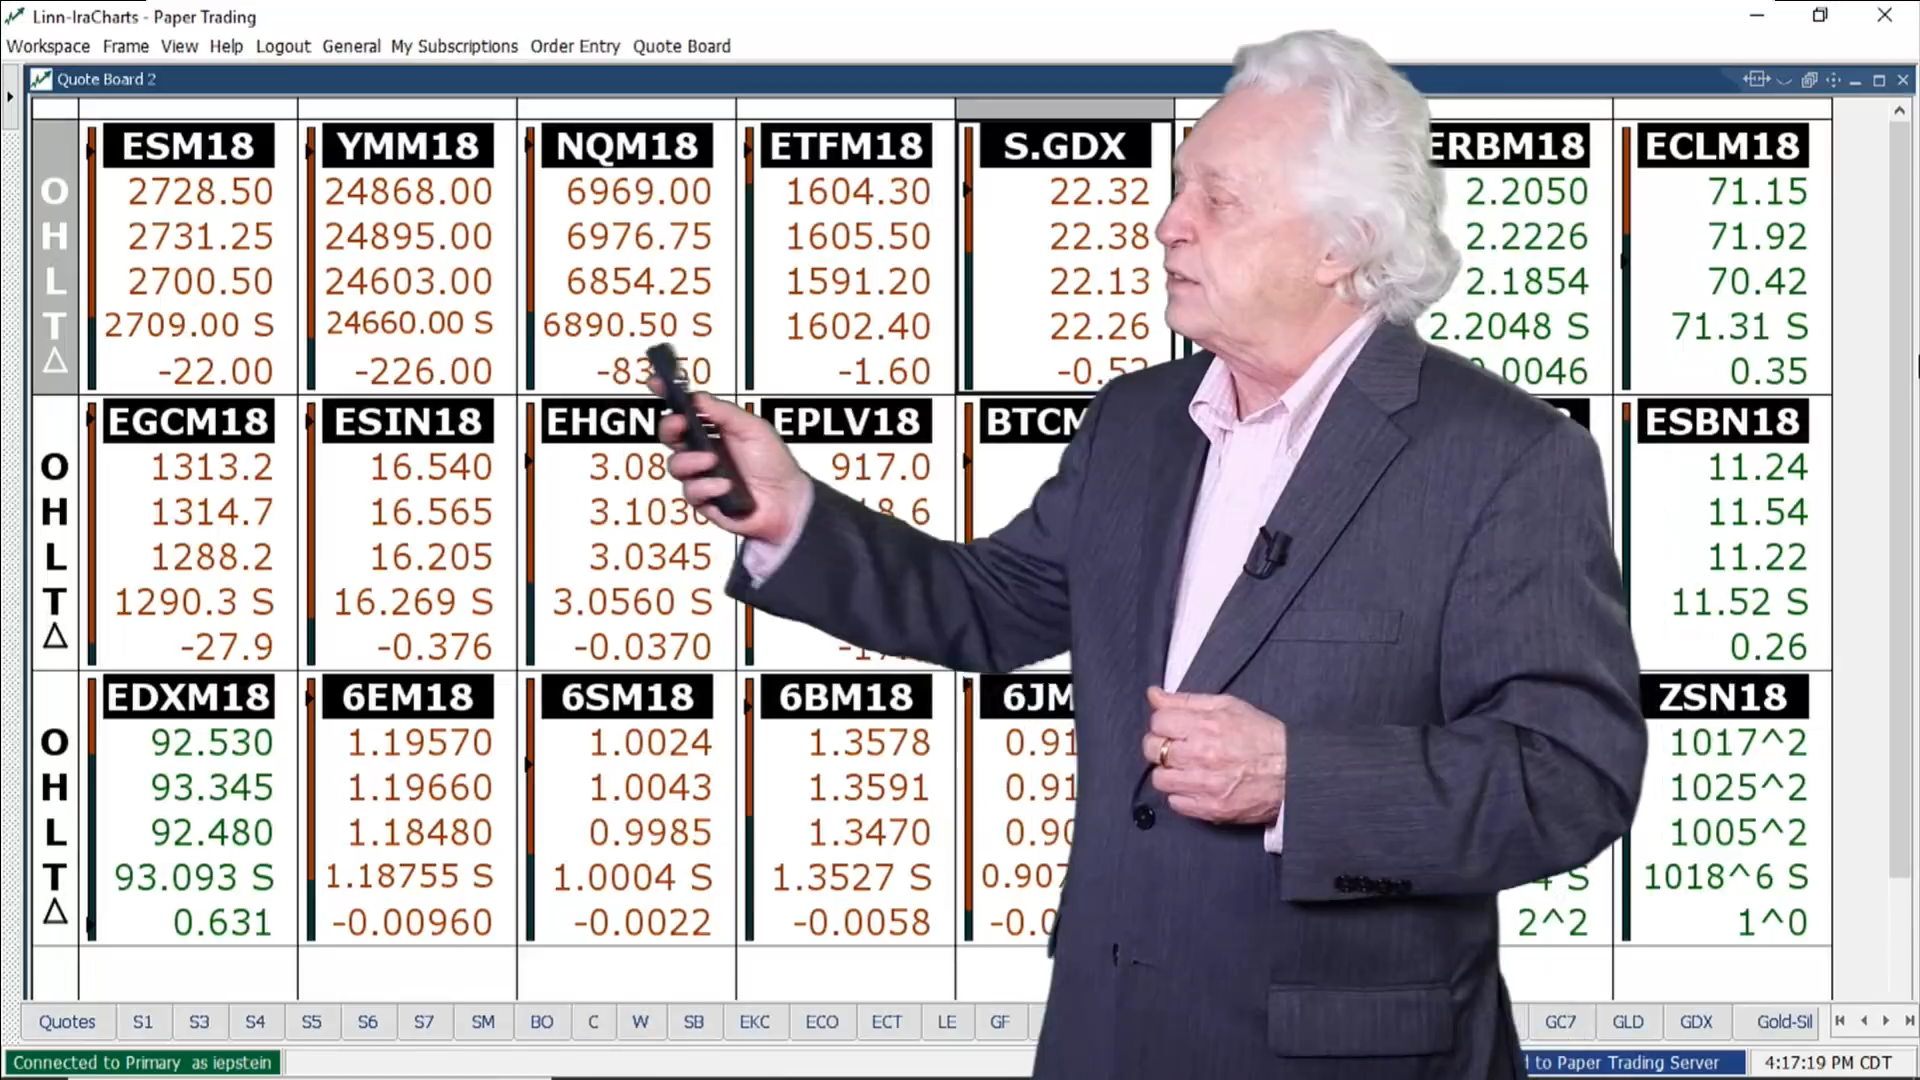 Linn-IraCharts - Paper Trading
Workspace Frame View Help Logout General My Subscriptions Order Entry Quote Board
Quote Board 2
ESM18 YMM18 NQM18 ETFM18 S.GDX ERBM18 ECLM18
O 2728.50 24868.00 6969.00 1604.30 22.32 2.2050 71.15
H 2731.25 24895.00 6976.75 1605.50 22.38 2.2226 71.92
L 2700.50 24603.00 6854.25 1591.20 22.13 2.1854 70.42
T 2709.00 S 24660.00 S 6890.50 S 1602.40 22.26 2.2048 S 71.31 S
△ -22.00 -226.00 -1.60 0.35
EGCM18 ESIN18 EPLV18 ESBN18
O 1313.2 16.540 917.0 11.24
H 1314.7 16.565 11.54
L 1288.2 16.205 3.0345 11.22
T 1290.3 S 16.269 S 3.0560 S 11.52 S
△ -27.9 -0.376 -0.0370 0.26
EDXM18 6EM18 6SM18 6BM18 ZSN18
O 92.530 1.19570 1.0024 1.3578 1017^2
H 93.345 1.19660 1.0043 1.3591 1025^2
L 92.480 1.18480 0.9985 1.3470 1005^2
T 93.093 S 1.18755 S 1.0004 S 1.3527 S 1018^6 S
△ 0.631 -0.00960 -0.0022 -0.0058 2^2 1^0
Quotes S1 S3 S4 S5 S6 S7 SM BO C W SB EKC ECO ECT LE GF GC7 GLD GDX Gold-Sil
Connected to Primary as iepstein to Paper Trading Server 4:17:19 PM CDT